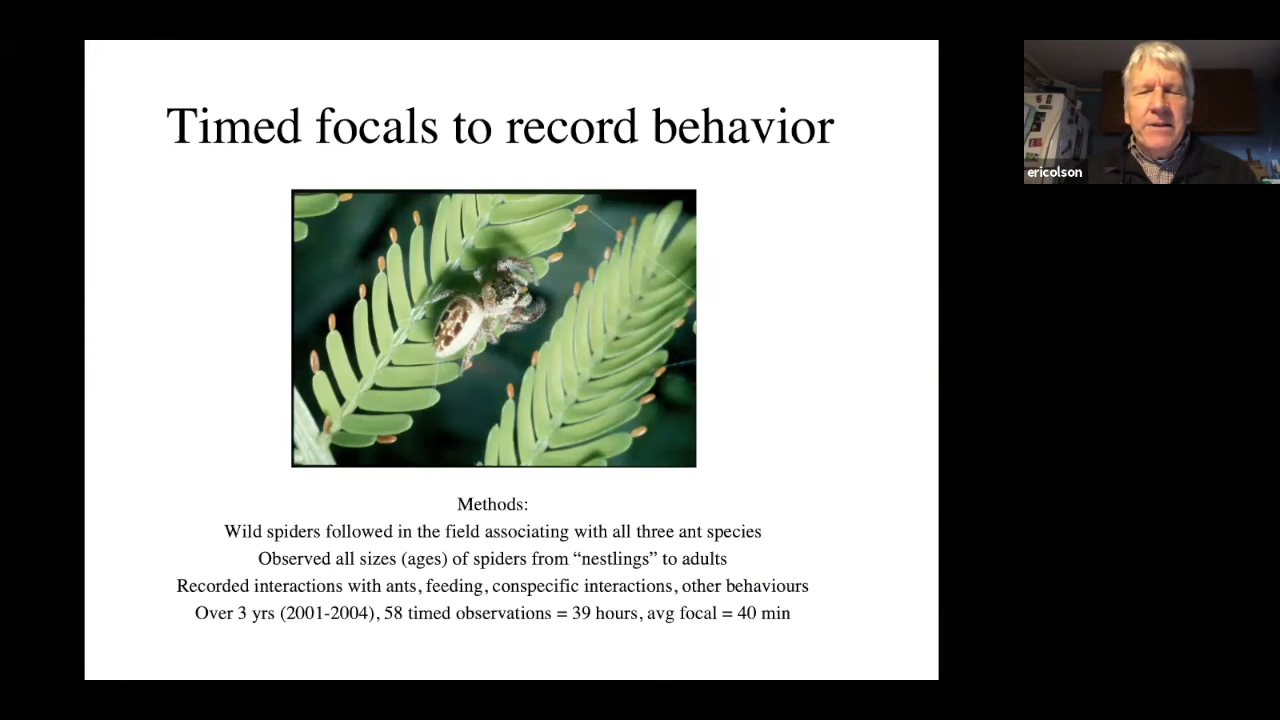 Timed focals to record behavior
ericolson
Methods:
Wild spiders followed in the field associating with all three ant species
Observed all sizes (ages) of spiders from “nestlings” to adults
Recorded interactions with ants, feeding, conspecific interactions, other behaviours
Over 3 yrs (2001-2004), 58 timed observations = 39 hours, avg focal = 40 min